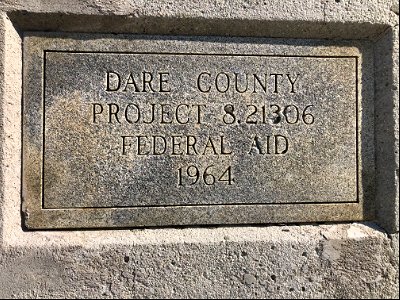 DARE COUNTY
PROJECT 8.21306
FEDERAL AID
1964